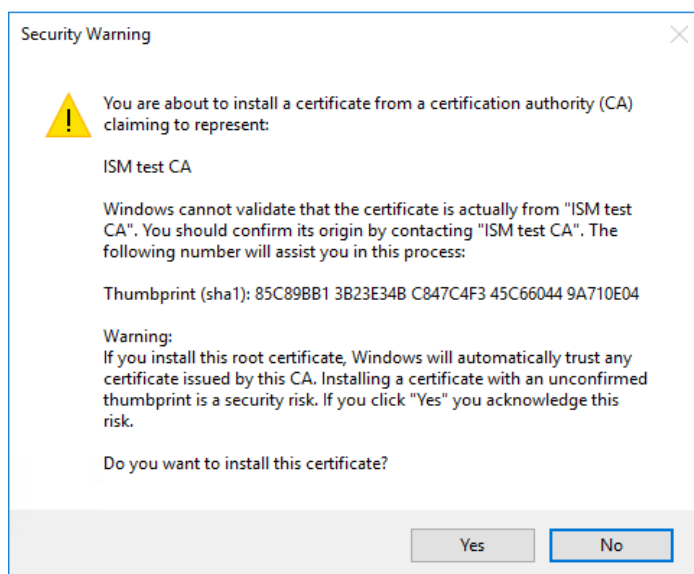 Security Warning
You are about to install a certificate from a certification authority (CA)
claiming to represent:
ISM test CA
Windows cannot validate that the certificate is actually from "ISM test
CA". You should confirm its origin by contacting "ISM test CA". The
following number will assist you in this process:
Thumbprint (sha1): 85C89BB1 3B23E34B C847C4F3 45C66044 9A710E04
Warning:
If you install this root certificate, Windows will automatically trust any
certificate issued by this CA. Installing a certificate with an unconfirmed
thumbprint is a security risk. If you click "Yes" you acknowledge this
risk.
Do you want to install this certificate?
Yes
No